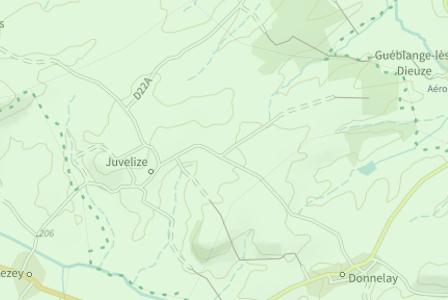 s
Guéblange-lès
Dieuze
D22A
Aéro
Juvelize
206
ezey
Donnelay